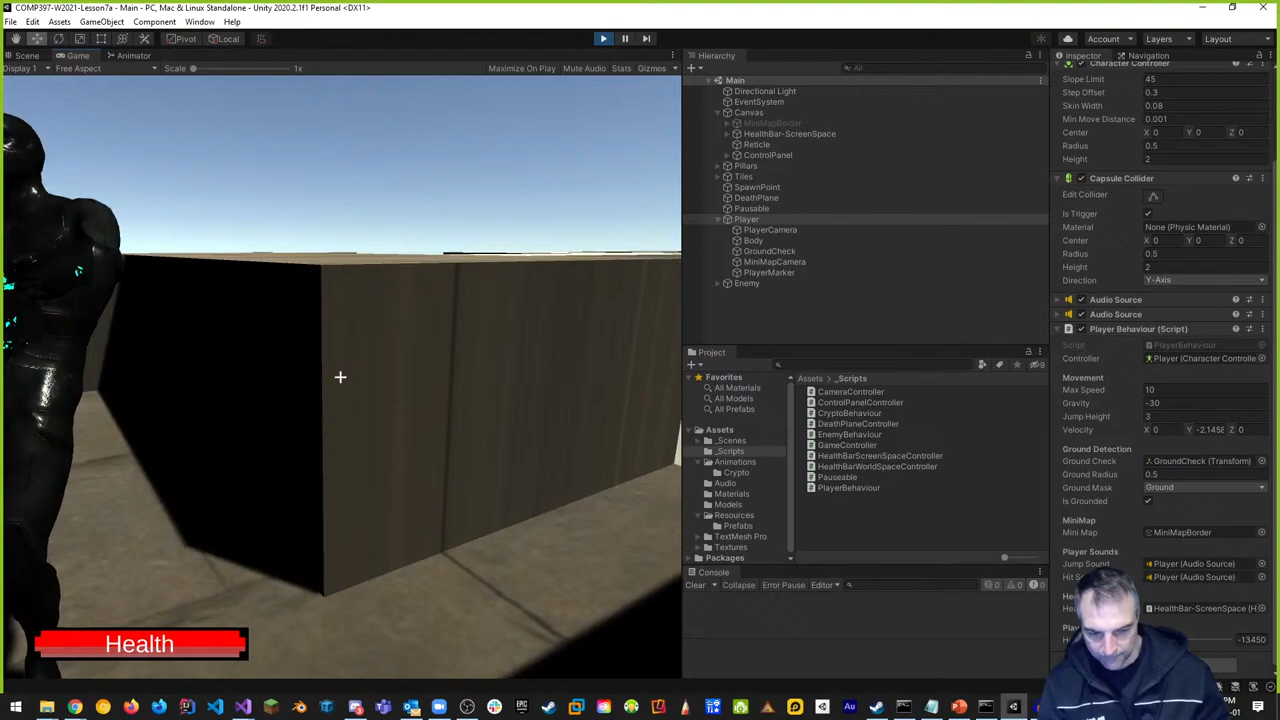 COMP397-W2021-Lesson7a - Main - PC, Mac & Linux Standalone - Unity 2020.2.1f1 Personal <DX11>
File Edit Assets GameObject Component Window Help
Pivot Local Account Layers Layout
Scene Game Animator
Display 1 Free Aspect Scale 1x Maximize On Play Mute Audio Stats Gizmos
Health
Hierarchy
All
Main
Directional Light
EventSystem
Canvas
MiniMapBorder
HealthBar-ScreenSpace
Reticle
ControlPanel
Pillars
Tiles
SpawnPoint
DeathPlane
Pausable
Player
PlayerCamera
Body
GroundCheck
MiniMapCamera
PlayerMarker
Enemy
Project
9
Favorites
All Materials
All Models
All Prefabs
Assets
_Scenes
_Scripts
Animations
Crypto
Audio
Materials
Models
Resources
Prefabs
TextMesh Pro
Textures
Packages
Assets _Scripts
CameraController
ControlPanelController
CryptoBehaviour
DeathPlaneController
EnemyBehaviour
GameController
HealthBarScreenSpaceController
HealthBarWorldSpaceController
Pauseable
PlayerBehaviour
Console
Clear Collapse Error Pause Editor 0 0 0
Inspector Navigation
Character Controller
Slope Limit 45
Step Offset 0.3
Skin Width 0.08
Min Move Distance 0.001
Center X 0 Y 0 Z 0
Radius 0.5
Height 2
Capsule Collider
Edit Collider
Is Trigger
Material None (Physic Material)
Center X 0 Y 0 Z 0
Radius 0.5
Height 2
Direction Y-Axis
Audio Source
Audio Source
Player Behaviour (Script)
Script PlayerBehaviour
Controller Player (Character Controlle
Movement
Max Speed 10
Gravity -30
Jump Height 3
Velocity X 0 Y -2.1458 Z 0
Ground Detection
Ground Check GroundCheck (Transform)
Ground Radius 0.5
Ground Mask Ground
Is Grounded
MiniMap
Mini Map MiniMapBorder
Player Sounds
Jump Sound Player (Audio Source)
Hit S Player (Audio Source)
He
Hea HealthBar-ScreenSpace (H
Play
H -13450